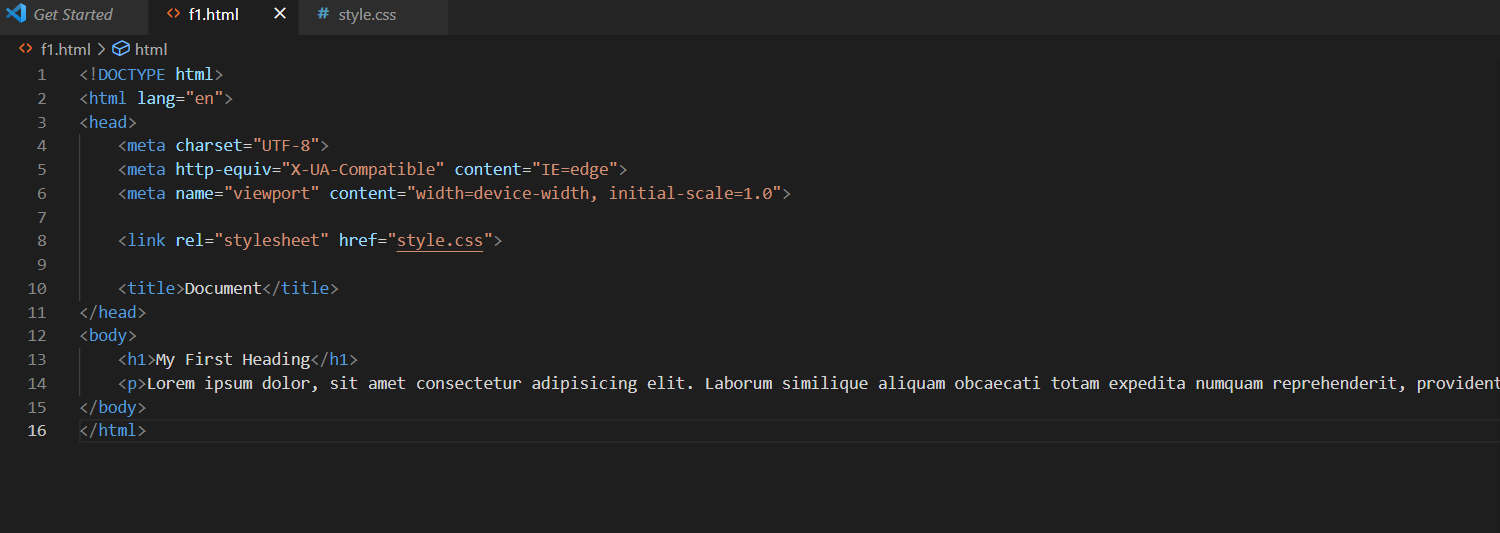 Get Started f1.html style.css
f1.html > html
1 <!DOCTYPE html>
2 <html lang="en">
3 <head>
4 <meta charset="UTF-8">
5 <meta http-equiv="X-UA-Compatible" content="IE=edge">
6 <meta name="viewport" content="width=device-width, initial-scale=1.0">
7
8 <link rel="stylesheet" href="style.css">
9
10 <title>Document</title>
11 </head>
12 <body>
13 <h1>My First Heading</h1>
14 <p>Lorem ipsum dolor, sit amet consectetur adipisicing elit. Laborum similique aliquam obcaecati totam expedita numquam reprehenderit, provident
15 </body>
16 </html>